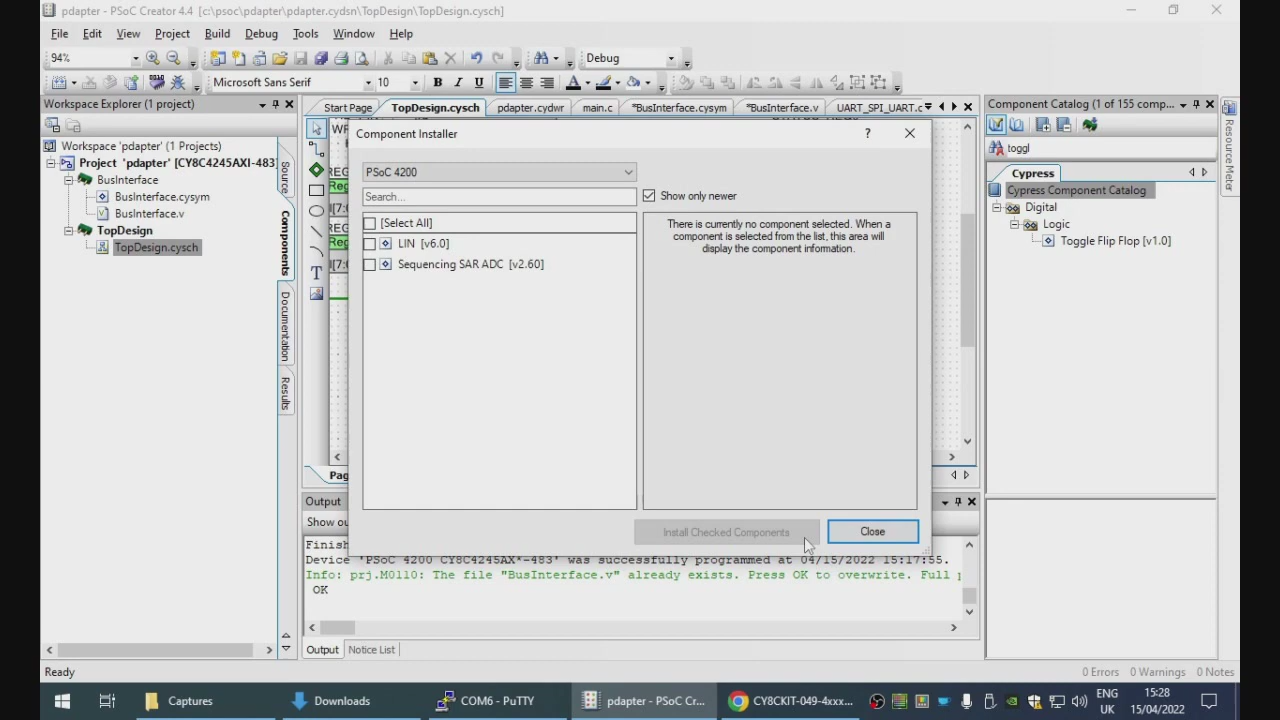 pdapter - PSoC Creator 4.4 [c:\psoc\pdapter\pdapter.cydsn\TopDesign\TopDesign.cysch]
File Edit View Project Build Debug Tools Window Help
94% Debug
Microsoft Sans Serif 10 B I U A
Workspace Explorer (1 project)
Workspace 'pdapter' (1 Projects)
Project 'pdapter' [CY8C4245AXI-483]
BusInterface
BusInterface.cysym
BusInterface.v
TopDesign
TopDesign.cysch
Source
Components
Documentation
Results
Start Page TopDesign.cysch pdapter.cydwr main.c *BusInterface.cysym *BusInterface.v UART_SPI_UART.c
T
Component Installer
?
PSoC 4200
Search...
Show only newer
[Select All]
LIN [v6.0]
Sequencing SAR ADC [v2.60]
There is currently no component selected. When a
component is selected from the list, this area will
display the component information.
Install Checked Components Close
Output
Device 'PSoC 4200 CY8C4245AX*-483' was successfully programmed at 04/15/2022 15:17:55.
Info: prj.M0110: The file "BusInterface.v" already exists. Press OK to overwrite. Full
OK
Output Notice List
Component Catalog (1 of 155 comp...
toggl
Cypress
Cypress Component Catalog
Digital
Logic
Toggle Flip Flop [v1.0]
Resource Meter
Ready 0 Errors 0 Warnings 0 Notes
Captures Downloads COM6 - PuTTY pdapter - PSoC Cr... CY8CKIT-049-4xxx...
ENG
UK
15:28
15/04/2022